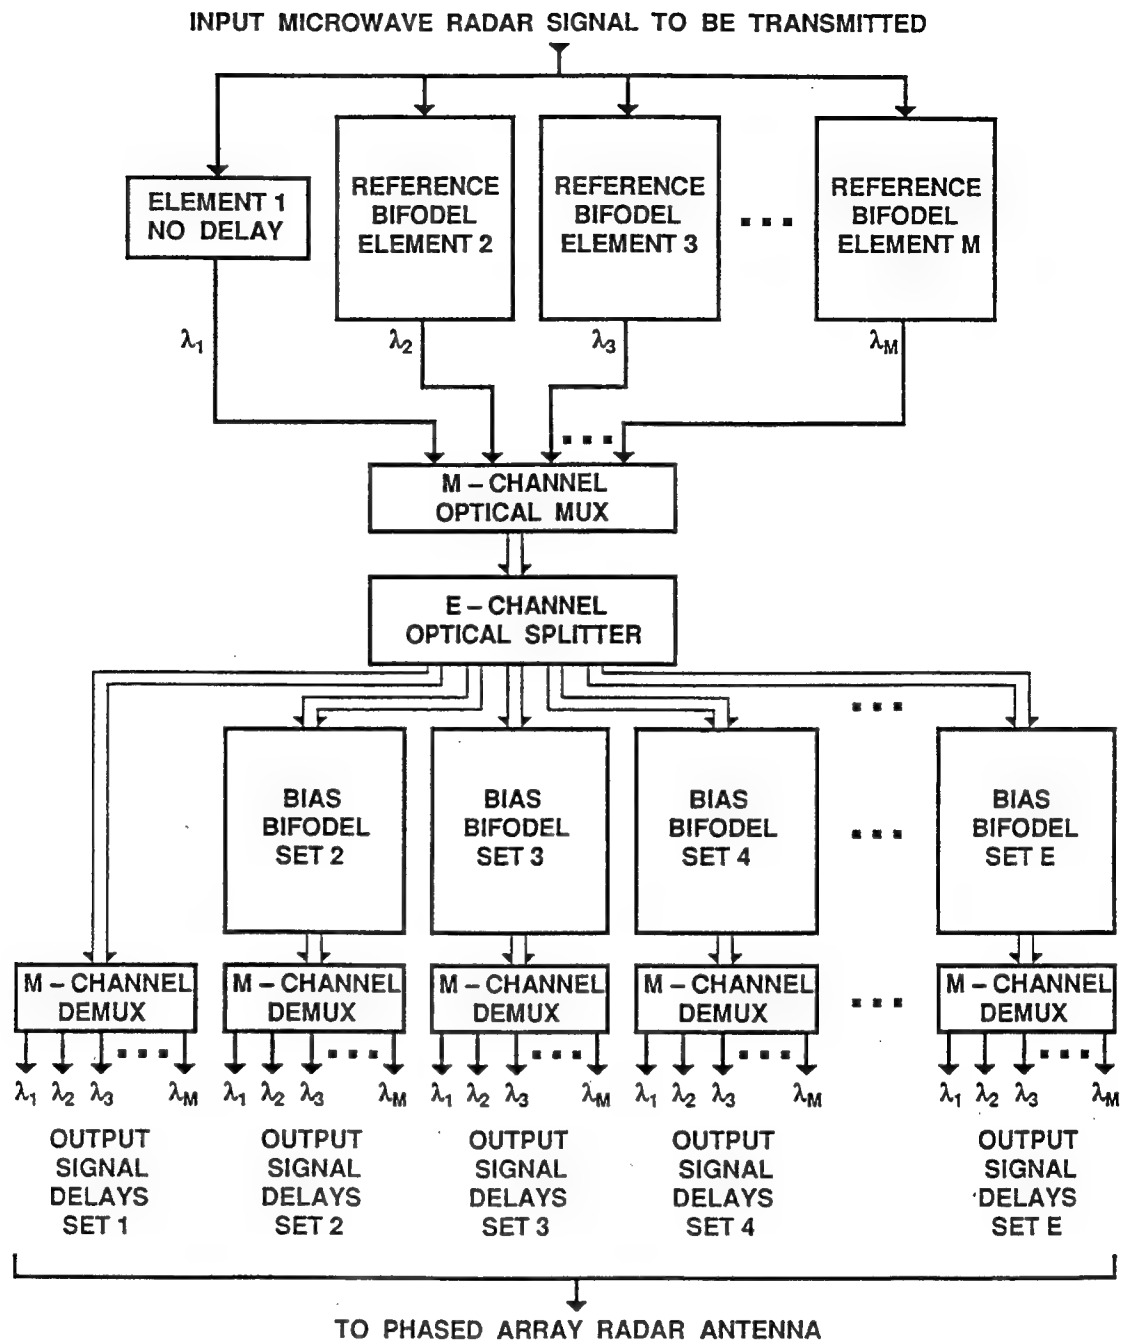 INPUT MICROWAVE RADAR SIGNAL TO BE TRANSMITTED
ELEMENT 1
NO DELAY
REFERENCE
BIFODEL
ELEMENT 2
REFERENCE
BIFODEL
ELEMENT 3
REFERENCE
BIFODEL
ELEMENT M
λ1
λ2
λ3
λM
M – CHANNEL
OPTICAL MUX
E – CHANNEL
OPTICAL SPLITTER
BIAS
BIFODEL
SET 2
BIAS
BIFODEL
SET 3
BIAS
BIFODEL
SET 4
BIAS
BIFODEL
SET E
M – CHANNEL
DEMUX
M – CHANNEL
DEMUX
M – CHANNEL
DEMUX
M – CHANNEL
DEMUX
M – CHANNEL
DEMUX
λ1 λ2 λ3 λM
λ1 λ2 λ3 λM
λ1 λ2 λ3 λM
λ1 λ2 λ3 λM
λ1 λ2 λ3 λM
OUTPUT
SIGNAL
DELAYS
SET 1
OUTPUT
SIGNAL
DELAYS
SET 2
OUTPUT
SIGNAL
DELAYS
SET 3
OUTPUT
SIGNAL
DELAYS
SET 4
OUTPUT
SIGNAL
DELAYS
SET E
TO PHASED ARRAY RADAR ANTENNA